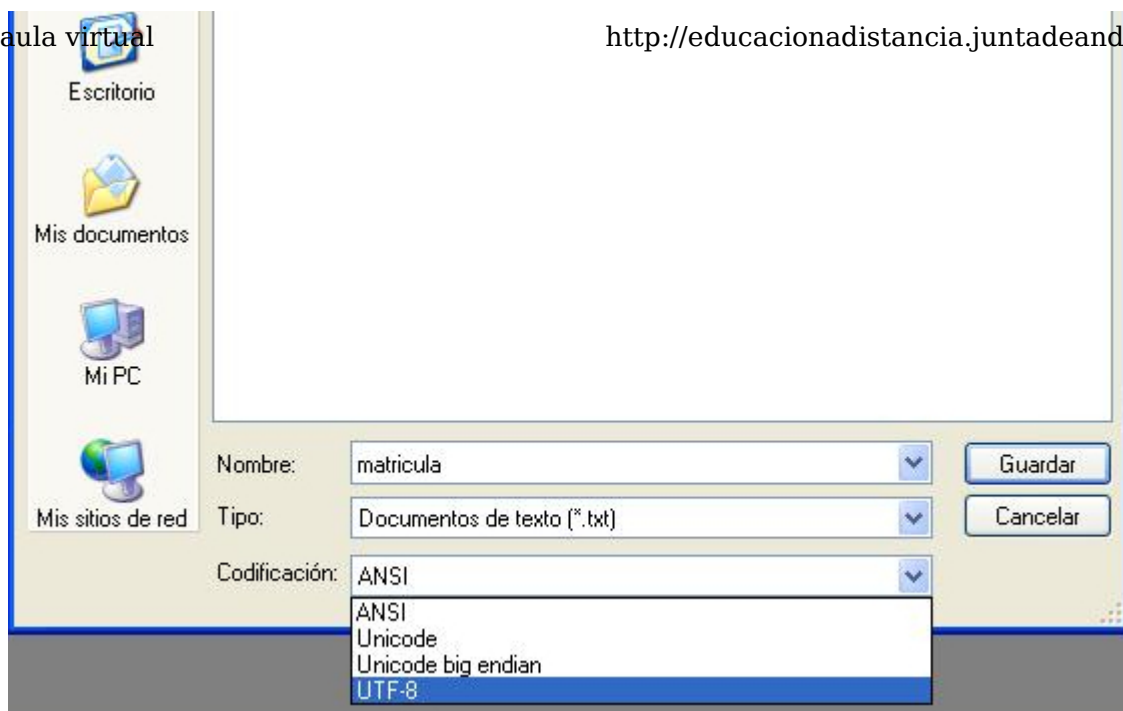 aula virtual
http://educacionadistancia.juntadeand
Escritorio
Mis documentos
Mi PC
Mis sitios de red
Nombre:
matricula
Guardar
Tipo:
Documentos de texto (*.txt)
Cancelar
Codificación:
ANSI
ANSI
Unicode
Unicode big endian
UTF-8